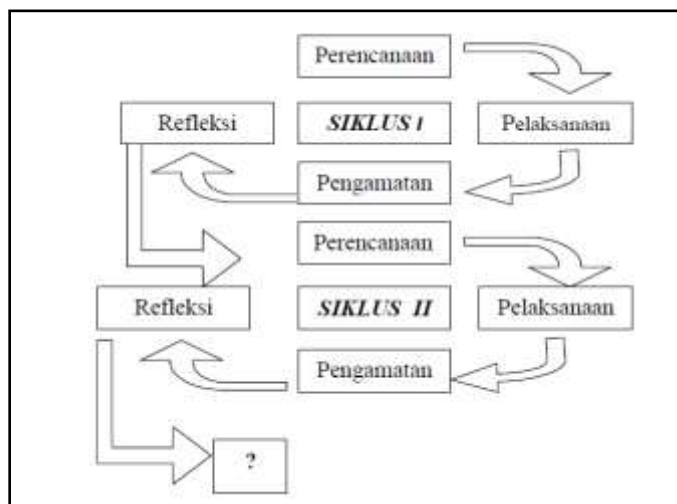 Perencanaan
Refleksi
SIKLUS I
Pelaksanaan
Pengamatan
Perencanaan
Refleksi
SIKLUS II
Pelaksanaan
Pengamatan
?